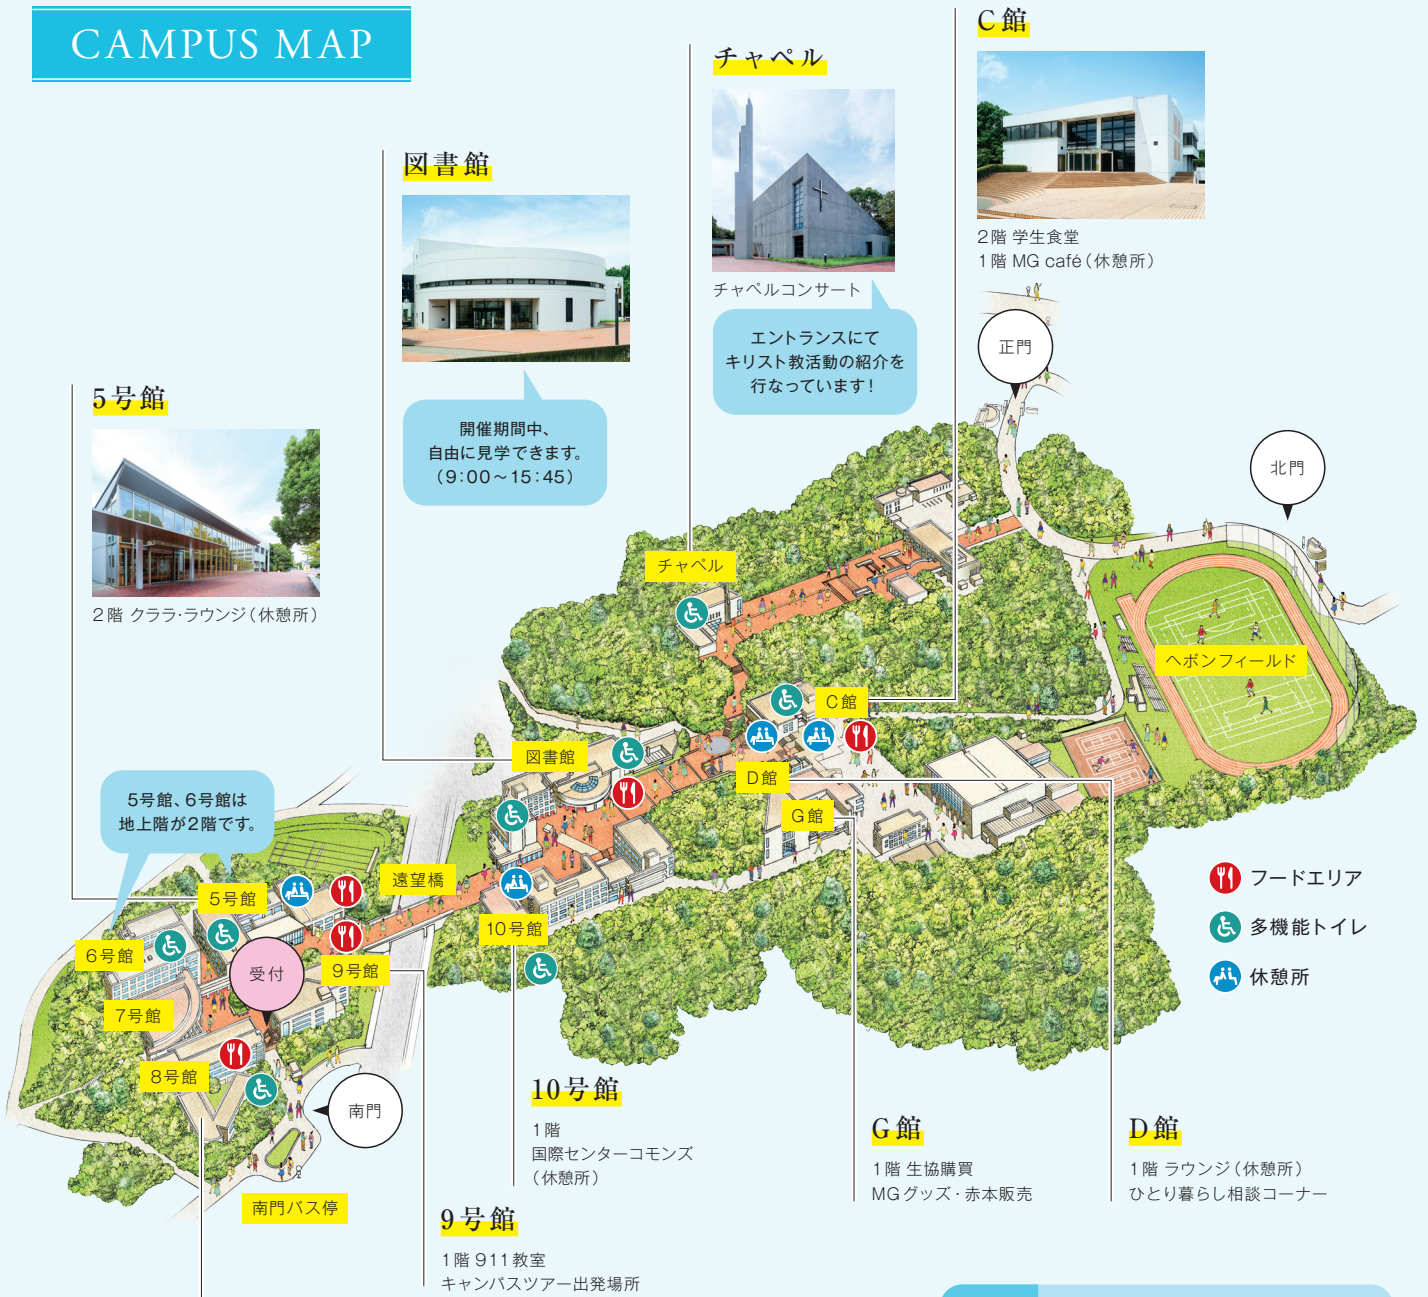 CAMPUS MAP
C館
2階 学生食堂
1階 MG café（休憩所）
チャペル
チャペルコンサート
エントランスにて
キリスト教活動の紹介を
行なっています！
図書館
開催期間中、
自由に見学できます。
（9：00～15：45）
5号館
2階 クララ・ラウンジ（休憩所）
正門
北門
チャペル
ヘボンフィールド
C館
図書館
D館
G館
5号館、6号館は
地上階が2階です。
5号館
遠望橋
10号館
6号館
受付
9号館
7号館
8号館
南門
南門バス停
フードエリア
多機能トイレ
休憩所
10号館
1階
国際センターコモンズ
（休憩所）
G館
1階 生協購買
MGグッズ・赤本販売
D館
1階 ラウンジ（休憩所）
ひとり暮らし相談コーナー
9号館
1階 911教室
キャンパスツアー出発場所